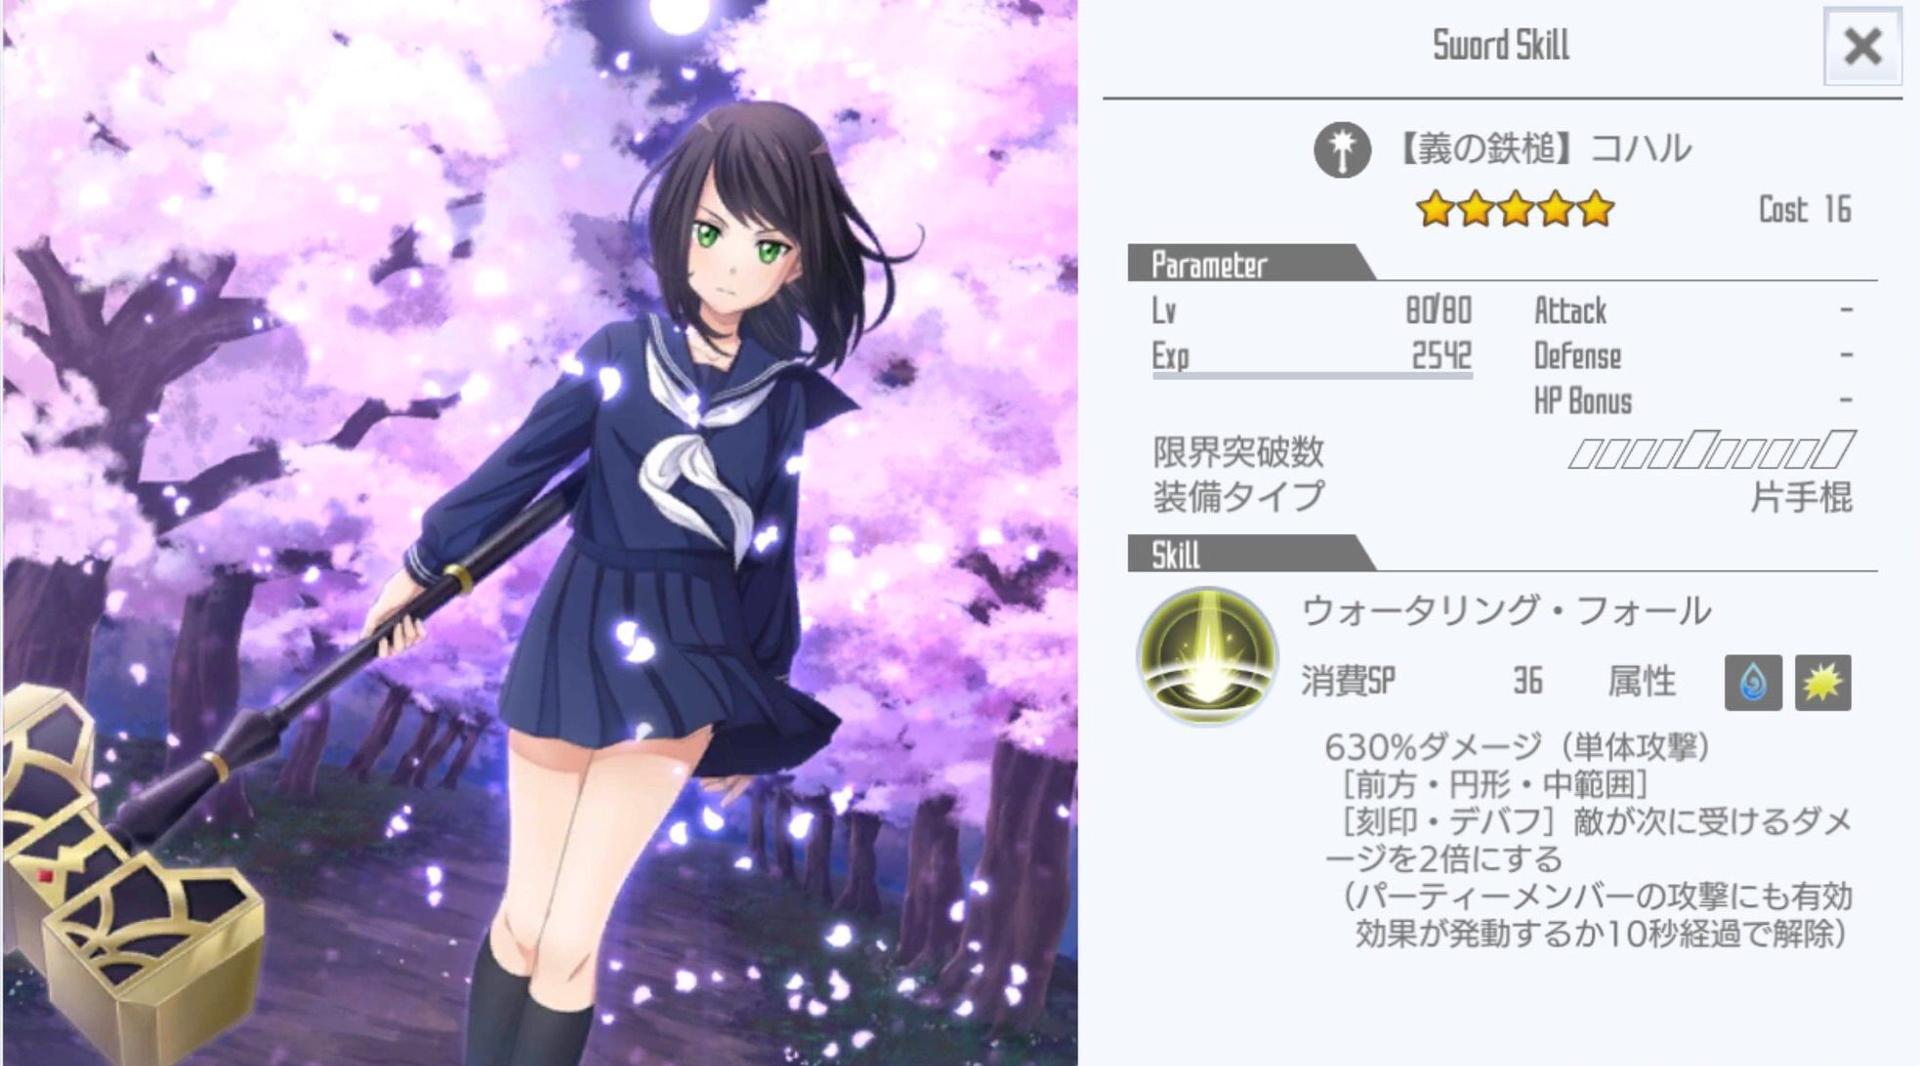 Sword Skill
【義の鉄槌】コハル
Cost 16
Parameter
Lv 80/80 Attack -
Exp 2542 Defense -
HP Bonus -
限界突破数
装備タイプ 片手棍
Skill
ウォータリング・フォール
消費SP 36 属性
630%ダメージ（単体攻撃）
［前方・円形・中範囲］
［刻印・デバフ］敵が次に受けるダメ
ージを2倍にする
（パーティーメンバーの攻撃にも有効
効果が発動するか10秒経過で解除）